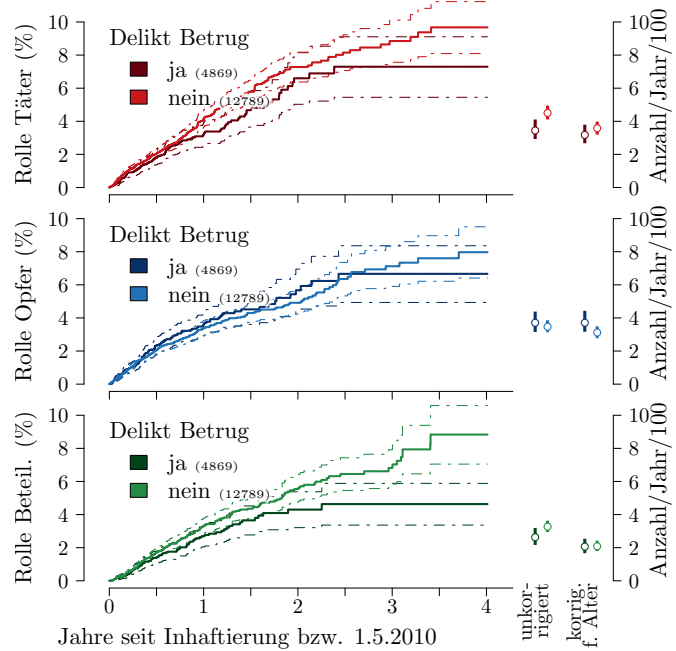 Rolle Täter (%)
10
8
6
4
2
0
Delikt Betrug
ja (4869)
nein (12789)
10
8
6
4
2
0
Anzahl/Jahr/100
Rolle Opfer (%)
10
8
6
4
2
0
Delikt Betrug
ja (4869)
nein (12789)
10
8
6
4
2
0
Anzahl/Jahr/100
Rolle Beteil. (%)
10
8
6
4
2
0
Delikt Betrug
ja (4869)
nein (12789)
10
8
6
4
2
0
Anzahl/Jahr/100
0 1 2 3 4
Jahre seit Inhaftierung bzw. 1.5.2010
unkor-
rigiert
korrig.
f. Alter